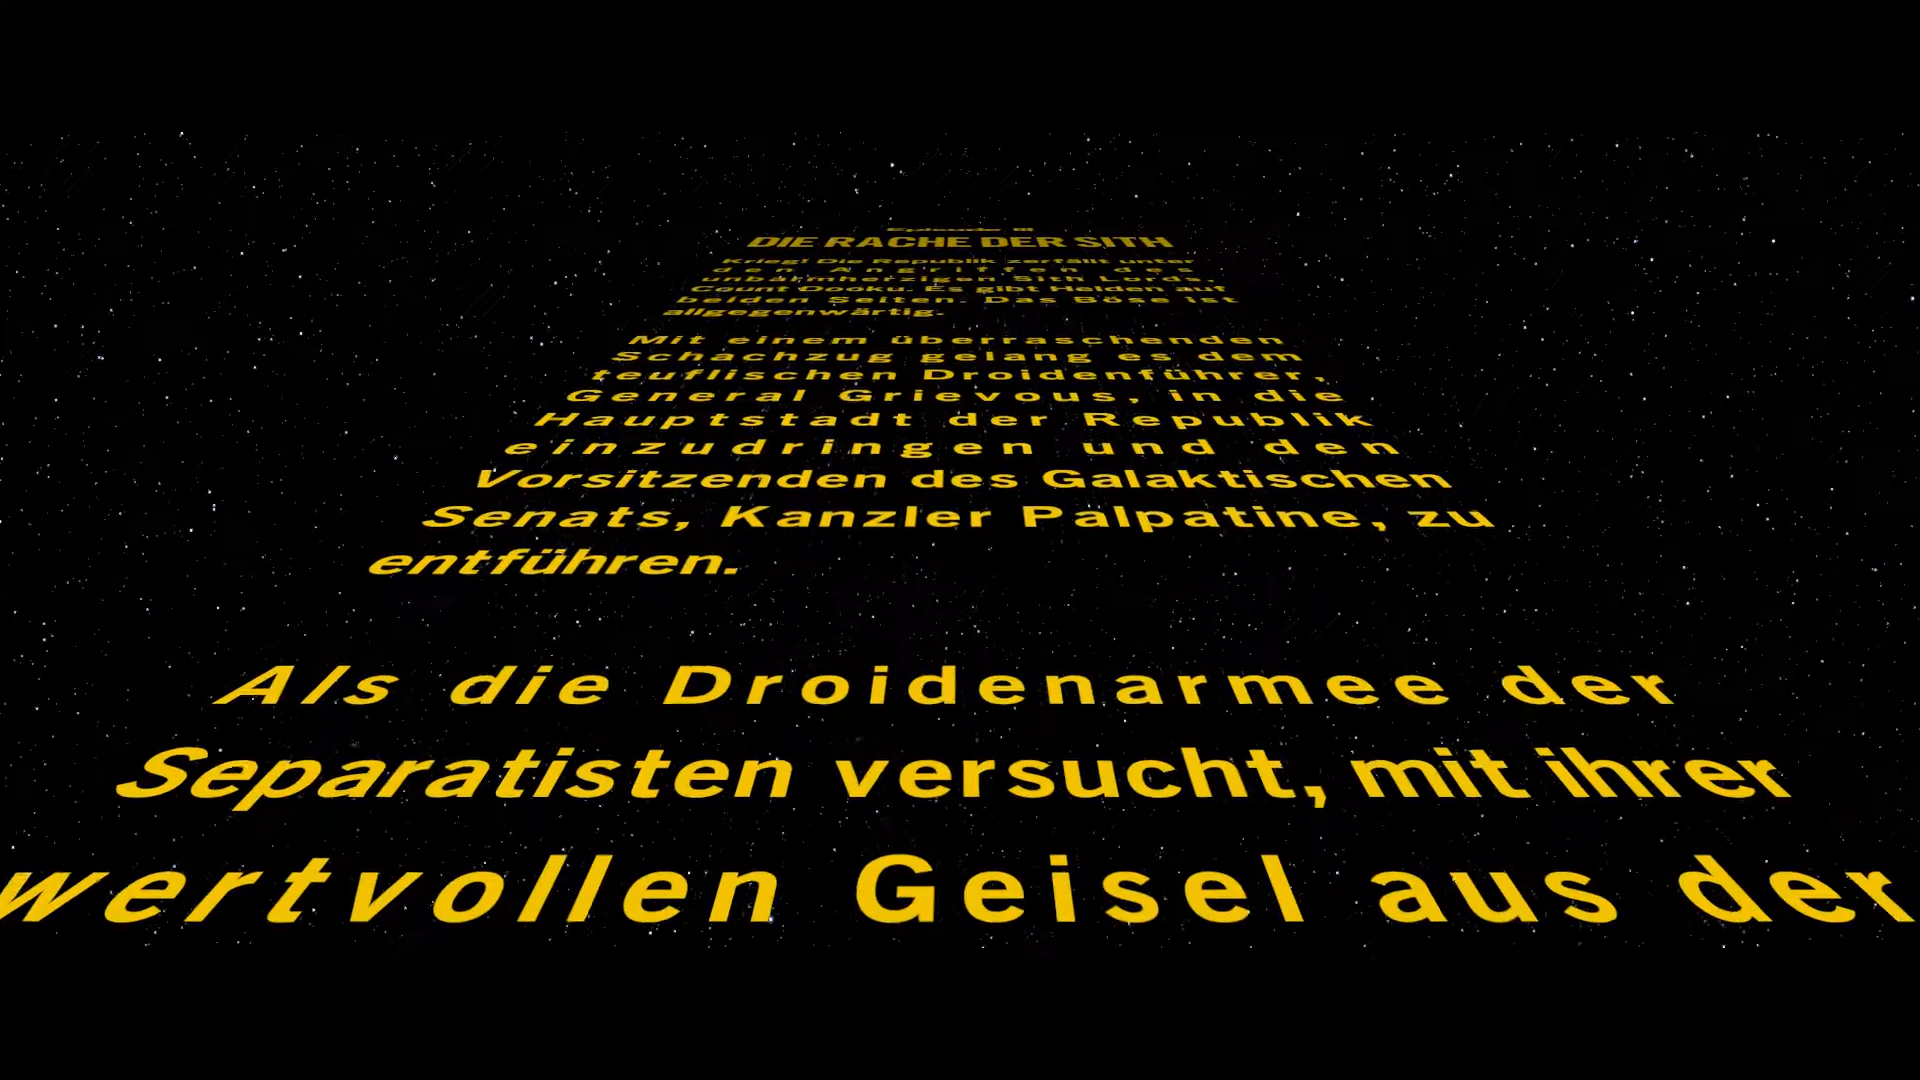 Episode III
DIE RACHE DER SITH
Krieg! Die Republik zerfällt unter
den Angriffen des
unbarmherzigen Sith Lords,
Count Dooku. Es gibt Helden auf
beiden Seiten. Das Böse ist
allgegenwärtig.
Mit einem überraschenden
Schachzug gelang es dem
teuflischen Droidenführer,
General Grievous, in die
Hauptstadt der Republik
einzudringen und den
Vorsitzenden des Galaktischen
Senats, Kanzler Palpatine, zu
entführen.
Als die Droidenarmee der
Separatisten versucht, mit ihrer
wertvollen Geisel aus der